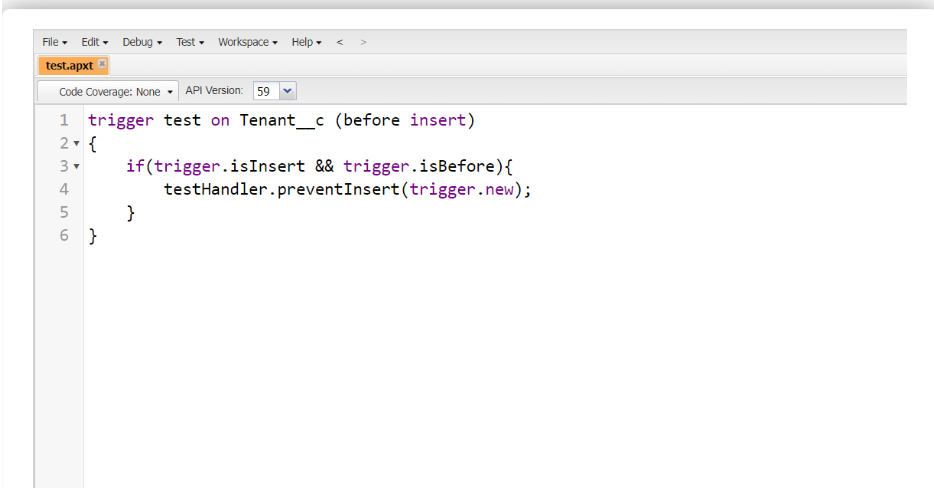 File Edit Debug Test Workspace Help < >
test.apxt
Code Coverage: None API Version: 59
1 trigger test on Tenant__c (before insert)
2 {
3 if(trigger.isInsert && trigger.isBefore){
4 testHandler.preventInsert(trigger.new);
5 }
6 }